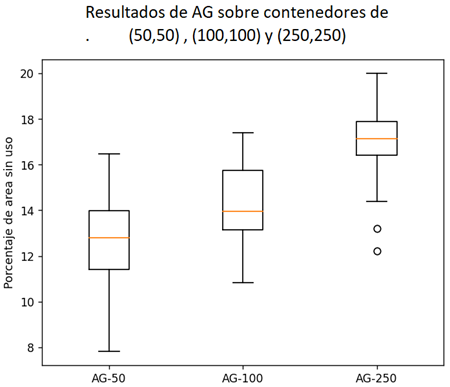 Resultados de AG sobre contenedores de
. (50,50) , (100,100) y (250,250)
Porcentaje de area sin uso
20
18
16
14
12
10
8
AG-50 AG-100 AG-250